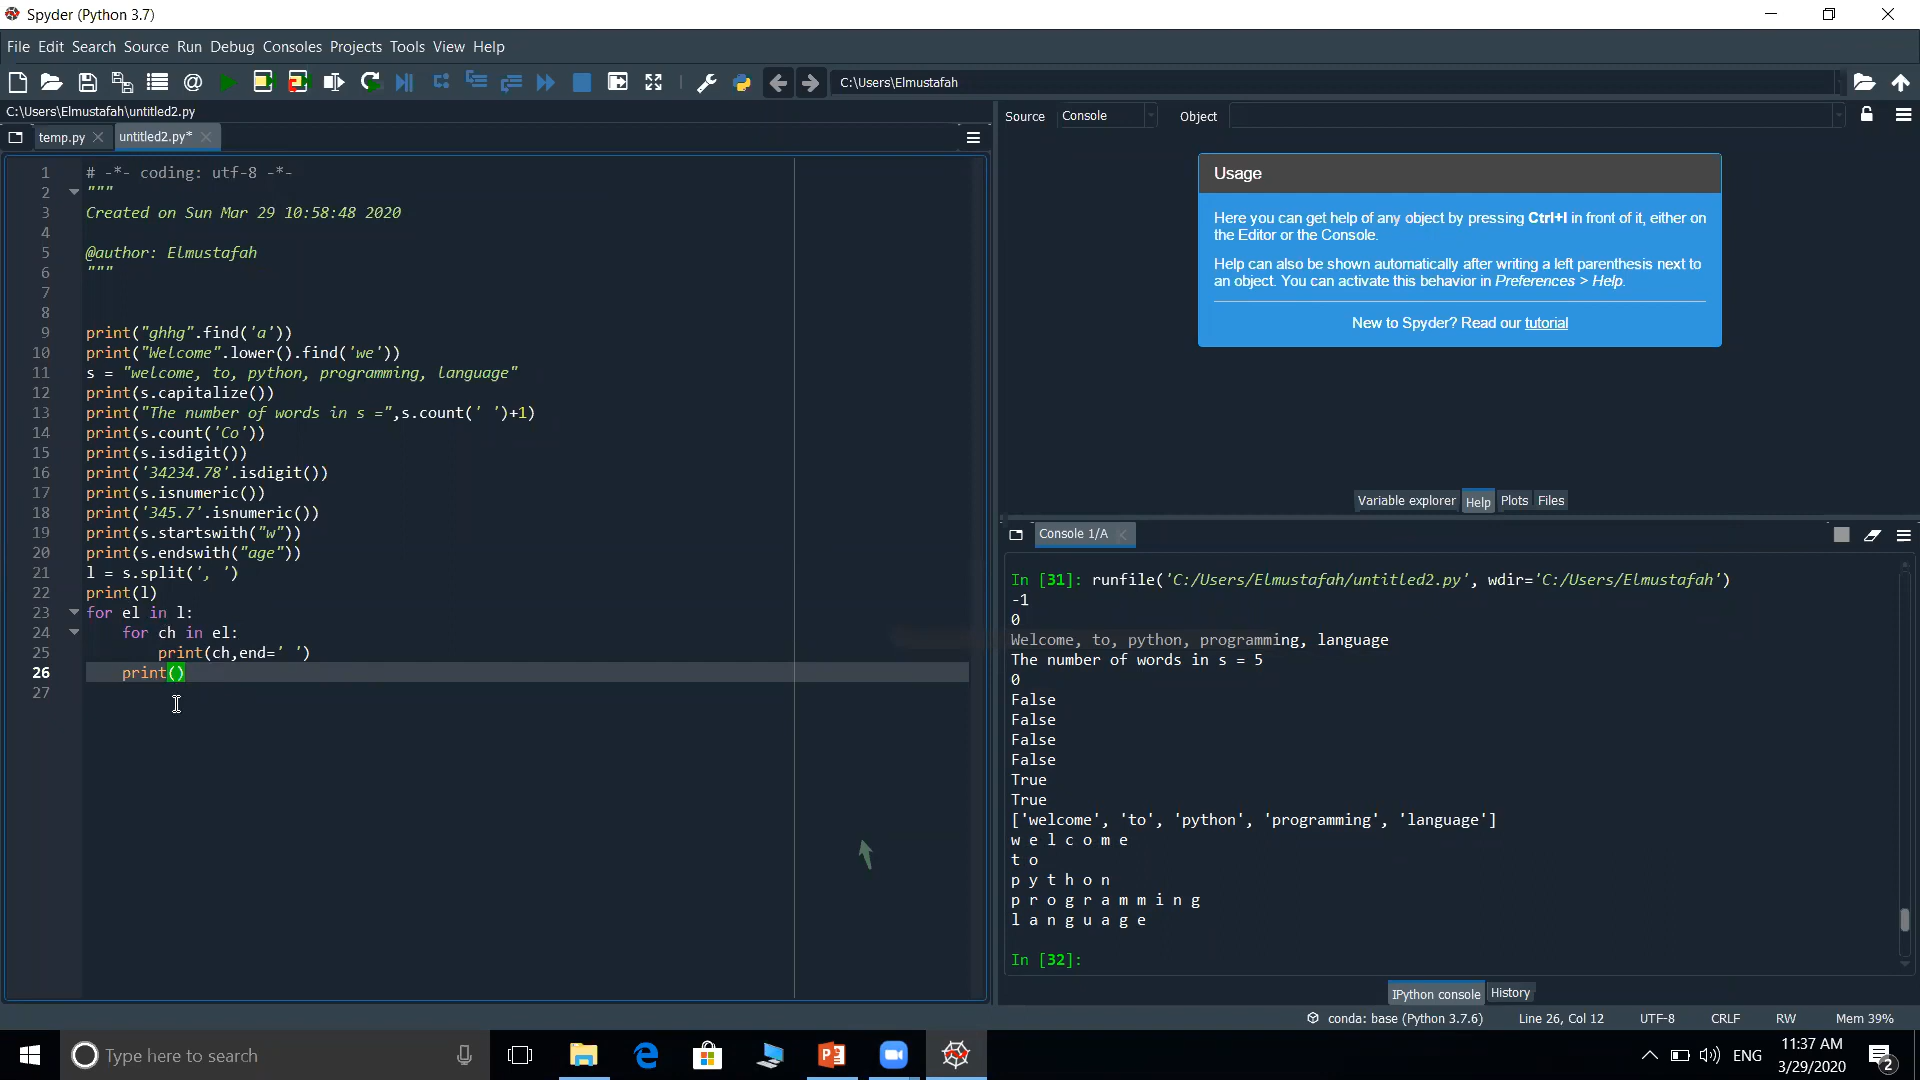 Spyder (Python 3.7)
File Edit Search Source Run Debug Consoles Projects Tools View Help
C:\Users\Elmustafah
C:\Users\Elmustafah\untitled2.py
temp.py
untitled2.py*
1 # -*- coding: utf-8 -*-
2 """
3 Created on Sun Mar 29 10:58:48 2020
4
5 @author: Elmustafah
6 """
7
8
9 print("ghhg".find('a'))
10 print("Welcome".lower().find('we'))
11 s = "welcome, to, python, programming, language"
12 print(s.capitalize())
13 print("The number of words in s =",s.count(' ')+1)
14 print(s.count('Co'))
15 print(s.isdigit())
16 print('34234.78'.isdigit())
17 print(s.isnumeric())
18 print('345.7'.isnumeric())
19 print(s.startswith("w"))
20 print(s.endswith("age"))
21 l = s.split(', ')
22 print(l)
23 for el in l:
24     for ch in el:
25         print(ch,end=' ')
26     print()
27
Source Console Object
Usage
Here you can get help of any object by pressing Ctrl+I in front of it, either on
the Editor or the Console.
Help can also be shown automatically after writing a left parenthesis next to
an object. You can activate this behavior in Preferences > Help.
New to Spyder? Read our tutorial
Variable explorer Help Plots Files
Console 1/A
In [31]: runfile('C:/Users/Elmustafah/untitled2.py', wdir='C:/Users/Elmustafah')
-1
0
Welcome, to, python, programming, language
The number of words in s = 5
0
False
False
False
False
True
True
['welcome', 'to', 'python', 'programming', 'language']
w e l c o m e
t o
p y t h o n
p r o g r a m m i n g
l a n g u a g e
In [32]:
IPython console History
conda: base (Python 3.7.6) Line 26, Col 12 UTF-8 CRLF RW Mem 39%
Type here to search
ENG
11:37 AM
3/29/2020
2